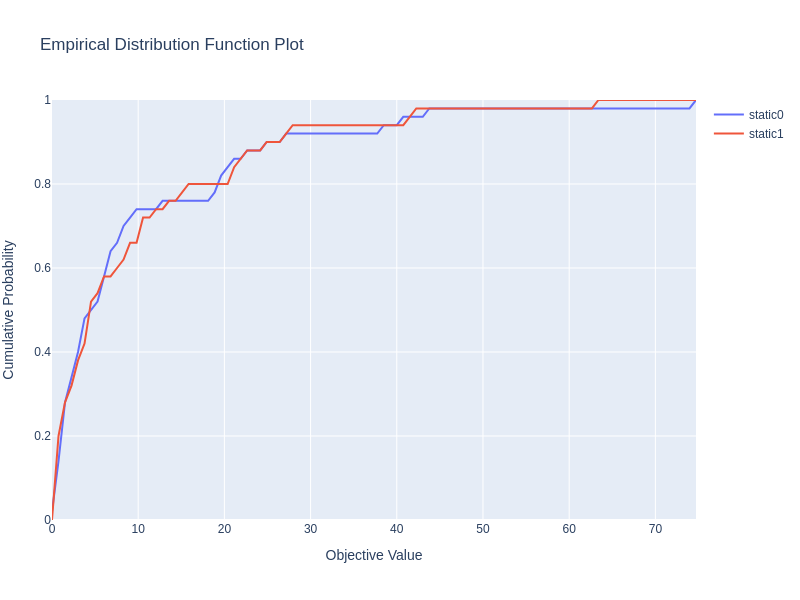 Empirical Distribution Function Plot
static0
static1
Cumulative Probability
1
0.8
0.6
0.4
0.2
0
0 10 20 30 40 50 60 70
Objective Value